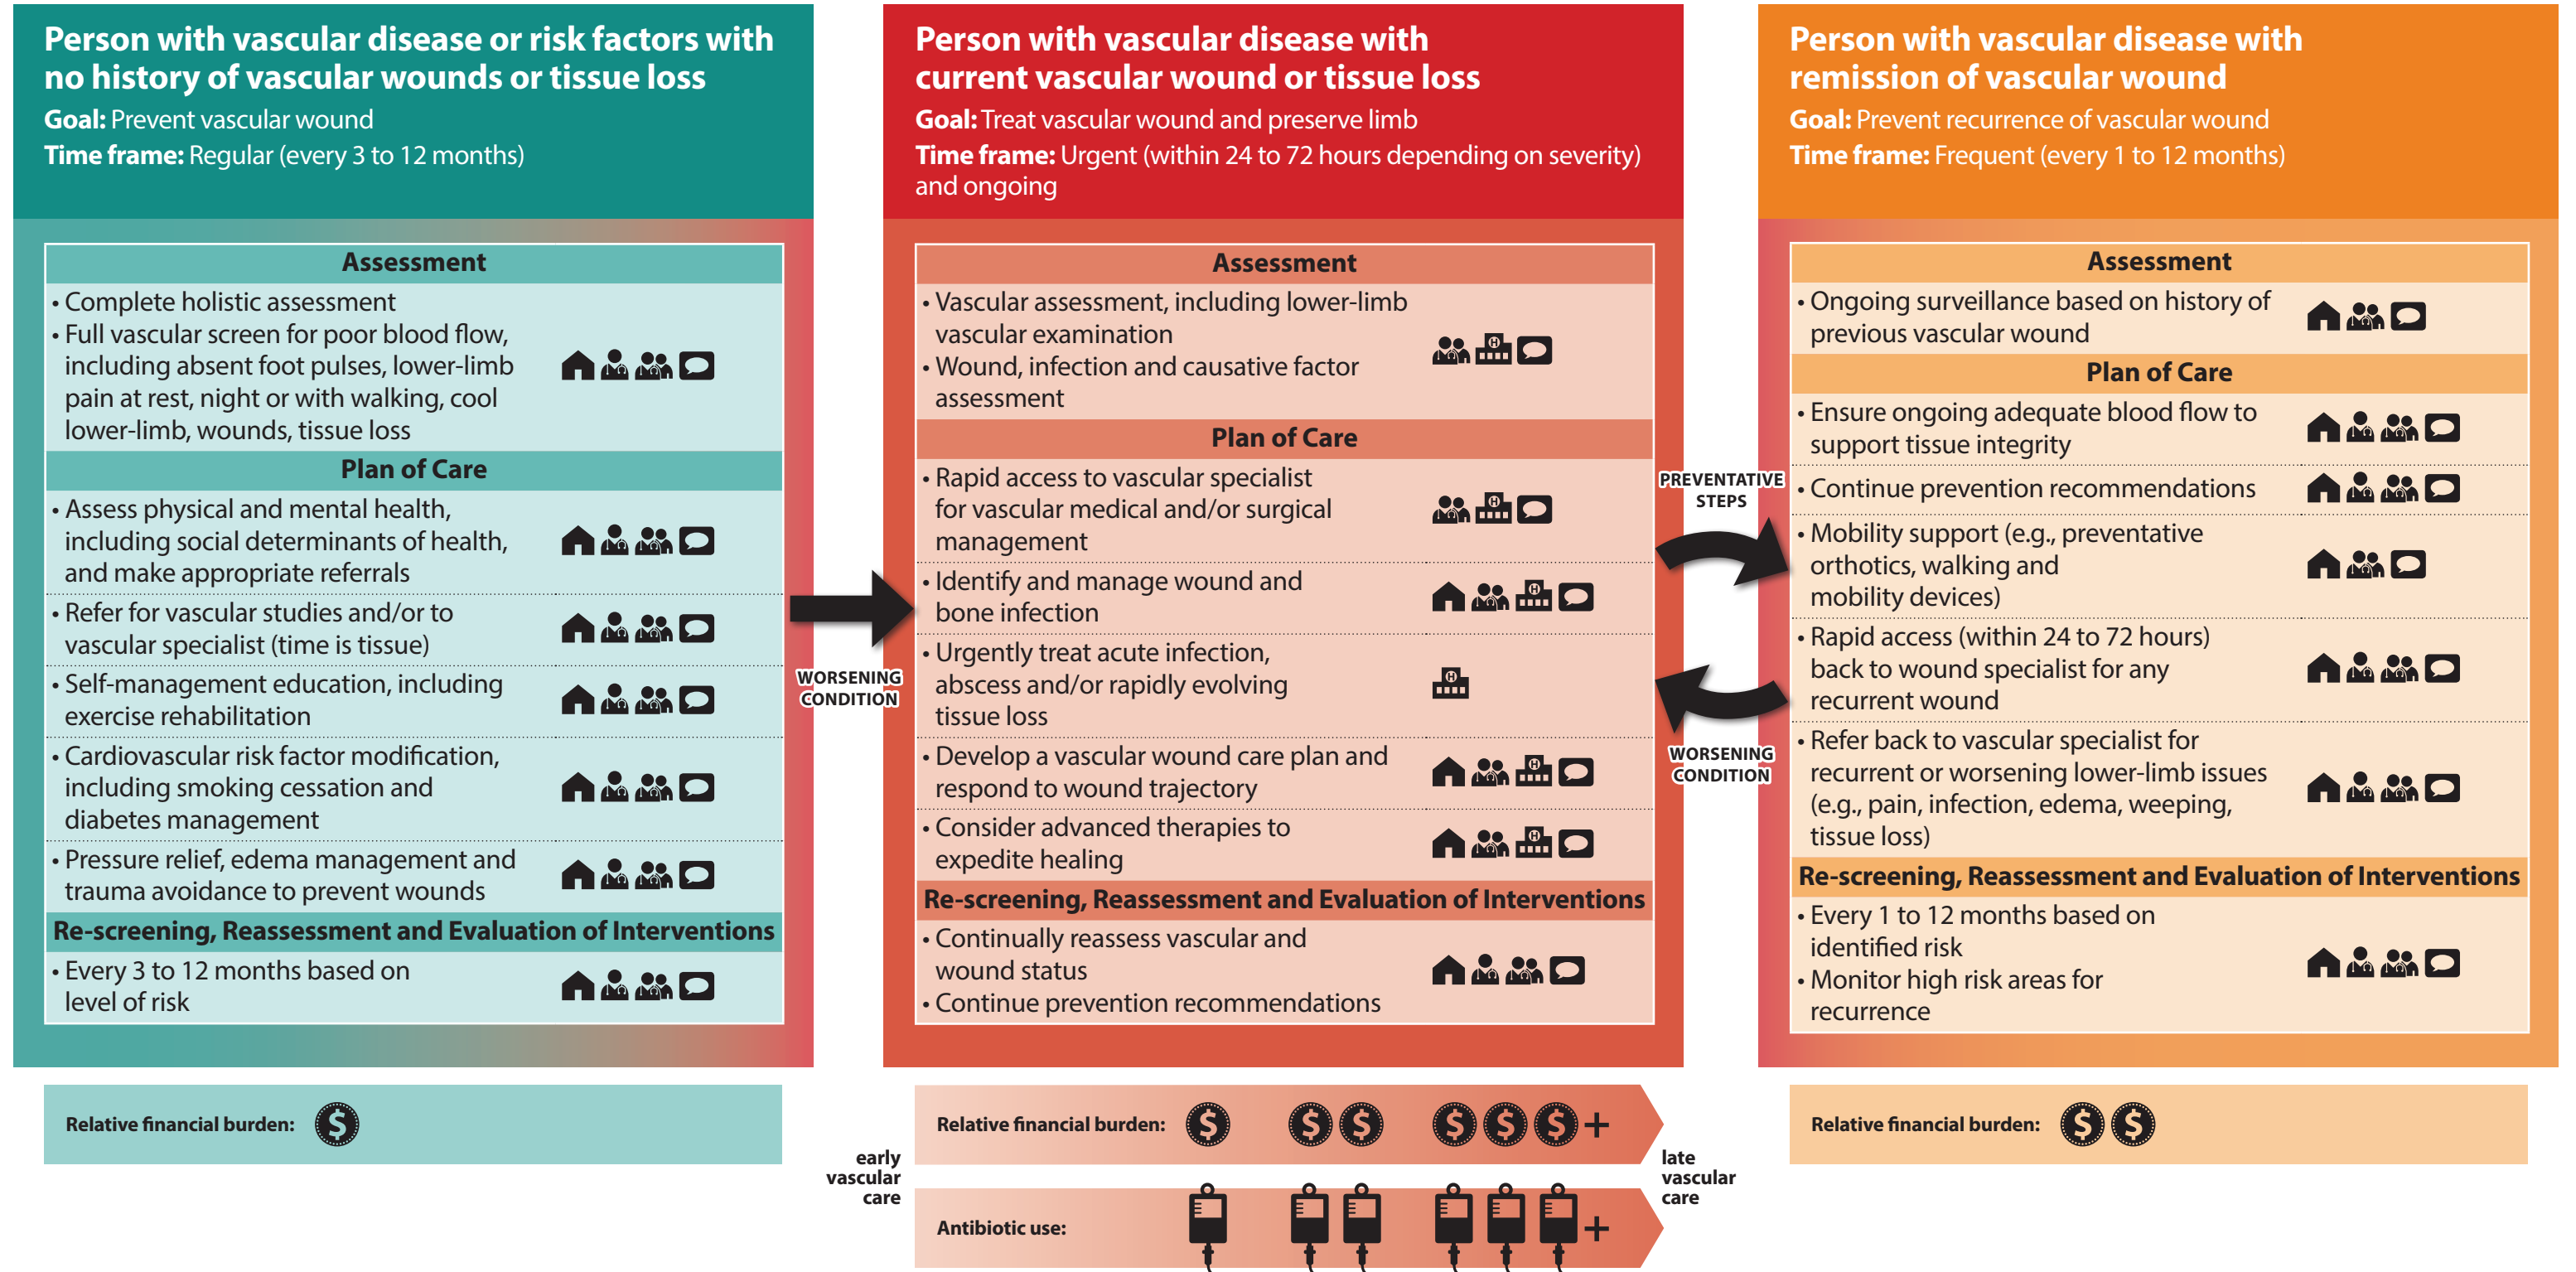 Person with vascular disease or risk factors with
no history of vascular wounds or tissue loss
Goal: Prevent vascular wound
Time frame: Regular (every 3 to 12 months)
Assessment
• Complete holistic assessment
• Full vascular screen for poor blood flow,
including absent foot pulses, lower-limb
pain at rest, night or with walking, cool
lower-limb, wounds, tissue loss
Plan of Care
• Assess physical and mental health,
including social determinants of health,
and make appropriate referrals
• Refer for vascular studies and/or to
vascular specialist (time is tissue)
• Self-management education, including
exercise rehabilitation
• Cardiovascular risk factor modification,
including smoking cessation and
diabetes management
• Pressure relief, edema management and
trauma avoidance to prevent wounds
Re-screening, Reassessment and Evaluation of Interventions
• Every 3 to 12 months based on
level of risk
Relative financial burden: $
WORSENING
CONDITION
Person with vascular disease with
current vascular wound or tissue loss
Goal: Treat vascular wound and preserve limb
Time frame: Urgent (within 24 to 72 hours depending on severity)
and ongoing
Assessment
• Vascular assessment, including lower-limb
vascular examination
• Wound, infection and causative factor
assessment
H
Plan of Care
• Rapid access to vascular specialist
for vascular medical and/or surgical
management
H
• Identify and manage wound and
bone infection
H
• Urgently treat acute infection,
abscess and/or rapidly evolving
tissue loss
H
• Develop a vascular wound care plan and
respond to wound trajectory
H
• Consider advanced therapies to
expedite healing
H
Re-screening, Reassessment and Evaluation of Interventions
• Continually reassess vascular and
wound status
• Continue prevention recommendations
early
vascular
care
Relative financial burden: $ $ $ $ $ $ +
Antibiotic use: +
late
vascular
care
PREVENTATIVE
STEPS
WORSENING
CONDITION
Person with vascular disease with
remission of vascular wound
Goal: Prevent recurrence of vascular wound
Time frame: Frequent (every 1 to 12 months)
Assessment
• Ongoing surveillance based on history of
previous vascular wound
Plan of Care
• Ensure ongoing adequate blood flow to
support tissue integrity
• Continue prevention recommendations
• Mobility support (e.g., preventative
orthotics, walking and
mobility devices)
• Rapid access (within 24 to 72 hours)
back to wound specialist for any
recurrent wound
• Refer back to vascular specialist for
recurrent or worsening lower-limb issues
(e.g., pain, infection, edema, weeping,
tissue loss)
Re-screening, Reassessment and Evaluation of Interventions
• Every 1 to 12 months based on
identified risk
• Monitor high risk areas for
recurrence
Relative financial burden: $ $